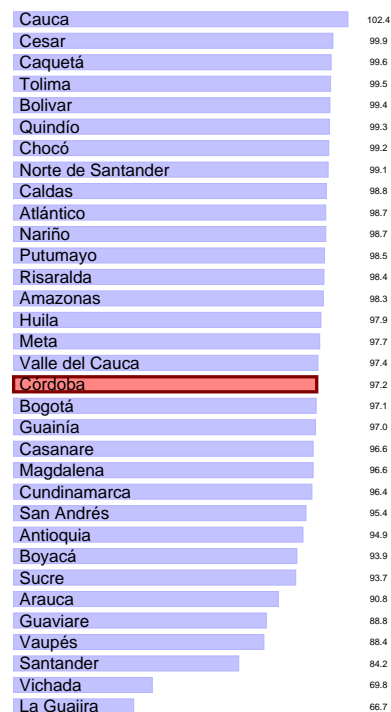 Cauca 102.4
Cesar 99.9
Caquetá 99.6
Tolima 99.5
Bolivar 99.4
Quindío 99.3
Chocó 99.2
Norte de Santander 99.1
Caldas 98.8
Atlántico 98.7
Nariño 98.7
Putumayo 98.5
Risaralda 98.4
Amazonas 98.3
Huila 97.9
Meta 97.7
Valle del Cauca 97.4
Córdoba 97.2
Bogotá 97.1
Guainía 97.0
Casanare 96.6
Magdalena 96.6
Cundinamarca 96.4
San Andrés 95.4
Antioquia 94.9
Boyacá 93.9
Sucre 93.7
Arauca 90.8
Guaviare 88.8
Vaupés 88.4
Santander 84.2
Vichada 69.8
La Guajira 66.7